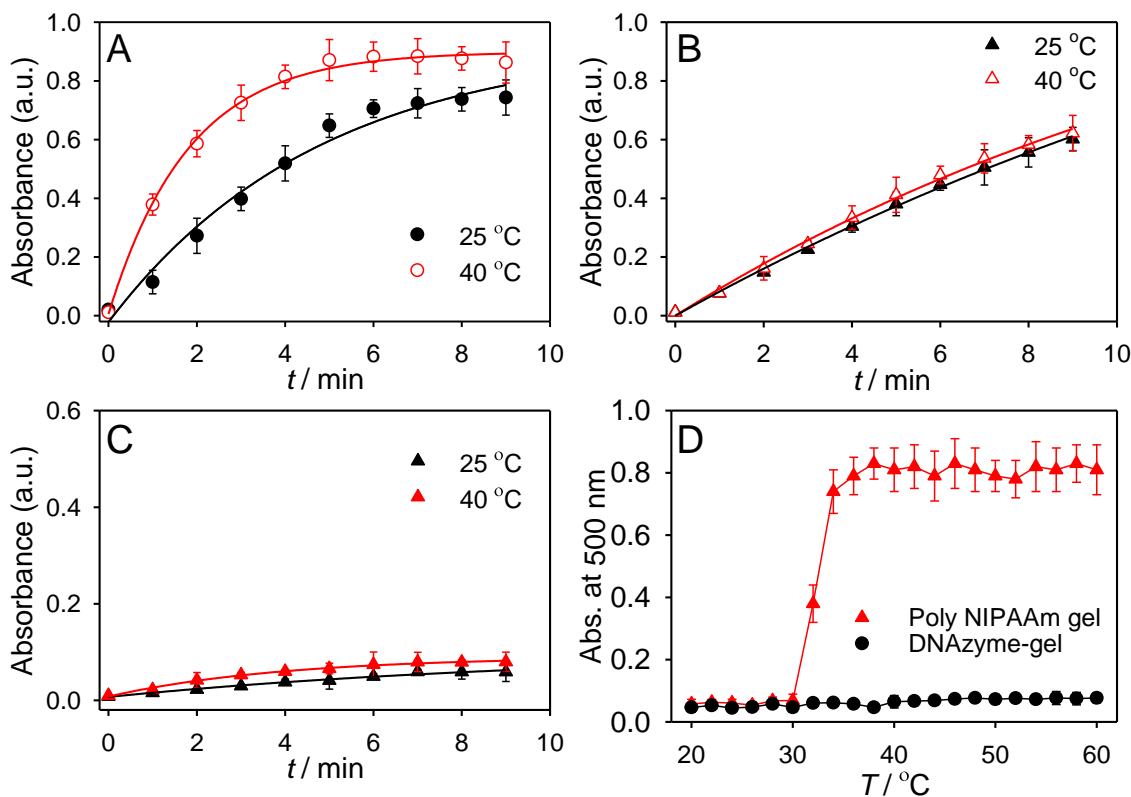 A
Absorbance (a.u.)
1.0
0.8
0.6
0.4
0.2
0.0
25 °C
40 °C
0 2 4 6 8 10
t / min
B
Absorbance (a.u.)
1.0
0.8
0.6
0.4
0.2
0.0
25 °C
40 °C
0 2 4 6 8 10
t / min
C
Absorbance (a.u.)
0.6
0.4
0.2
0.0
25 °C
40 °C
0 2 4 6 8 10
t / min
D
Abs. at 500 nm
1.0
0.8
0.6
0.4
0.2
0.0
Poly NIPAAm gel
DNAzyme-gel
20 30 40 50 60
T / °C